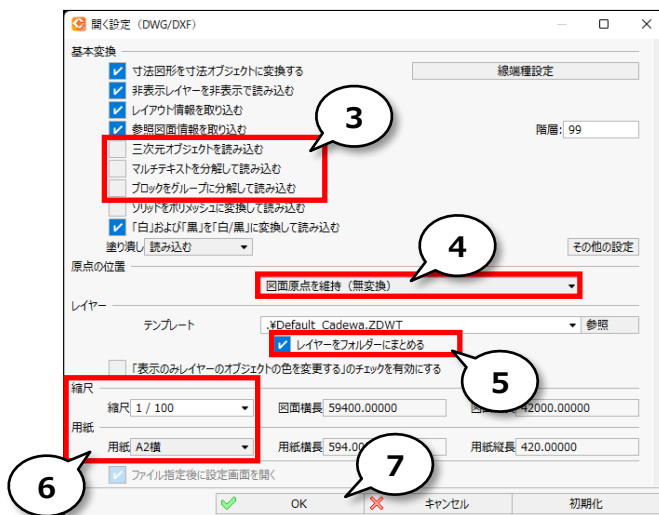 開く設定（DWG/DXF）
基本変換
寸法図形を寸法オブジェクトに変換する
線端種設定
非表示レイヤーを非表示で読み込む
レイアウト情報を取り込む
3
参照図面情報を取り込む
階層: 99
三次元オブジェクトを読み込む
マルチテキストを分解して読み込む
ブロックをグループに分解して読み込む
ソリッドをポリメッシュに変換して読み込む
「白」および「黒」を「白/黒」に変換して読み込む
4
塗り潰し 読み込む
その他の設定
原点の位置
図面原点を維持（無変換）
レイヤー
テンプレート .¥Default_Cadewa.ZDWT 参照
レイヤーをフォルダーにまとめる
「表示のみレイヤーのオブジェクトの色を変更する」のチェックを有効にする
5
縮尺
縮尺 1 / 100 図面横長 59400.00000 42000.00000
用紙
用紙 A2横 用紙横長 594.00 用紙縦長 420.00000
7
ファイル指定後に設定画面を開く
6
OK キャンセル 初期化